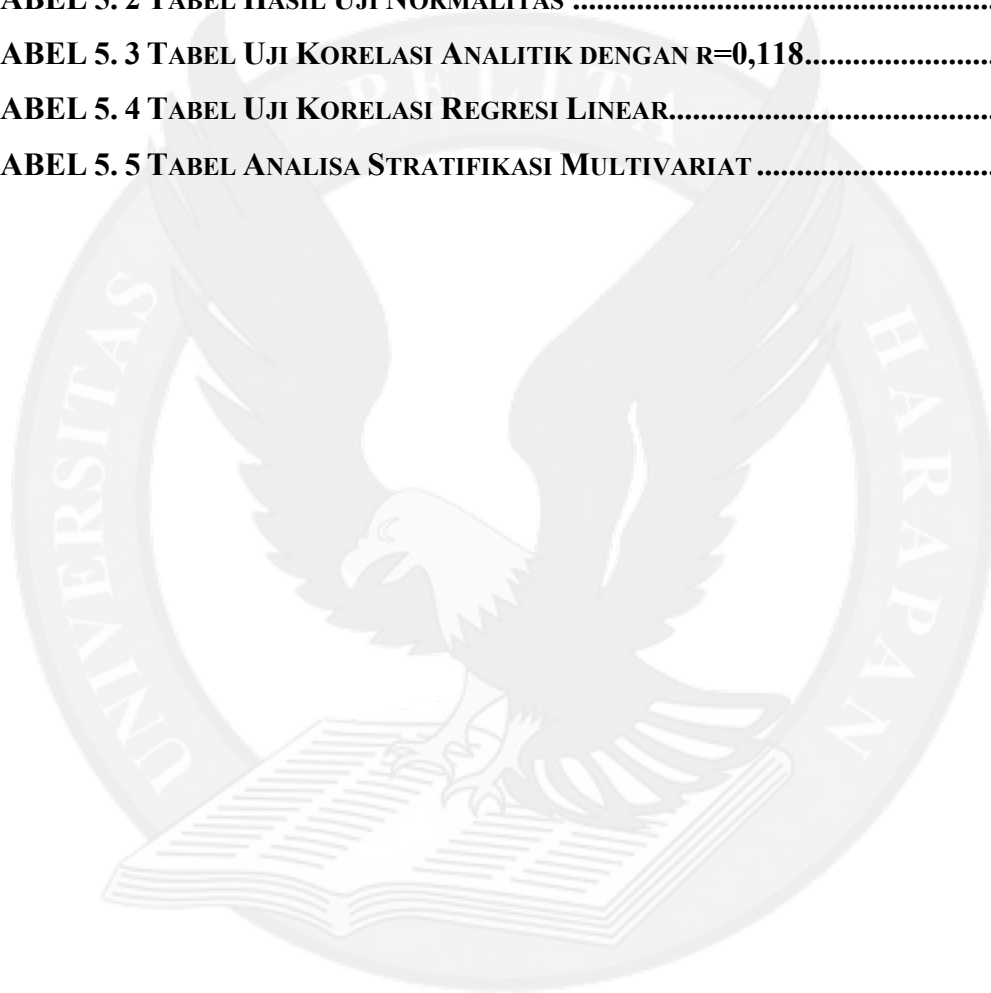 ABEL 5. 2 TABEL HASIL UJI NORMALITAS ........................................................
ABEL 5. 3 TABEL UJI KORELASI ANALITIK DENGAN R=0,118........................
ABEL 5. 4 TABEL UJI KORELASI REGRESI LINEAR.........................................
ABEL 5. 5 TABEL ANALISA STRATIFIKASI MULTIVARIAT ..............................
UNIVERSITAS PELITA HARAPAN